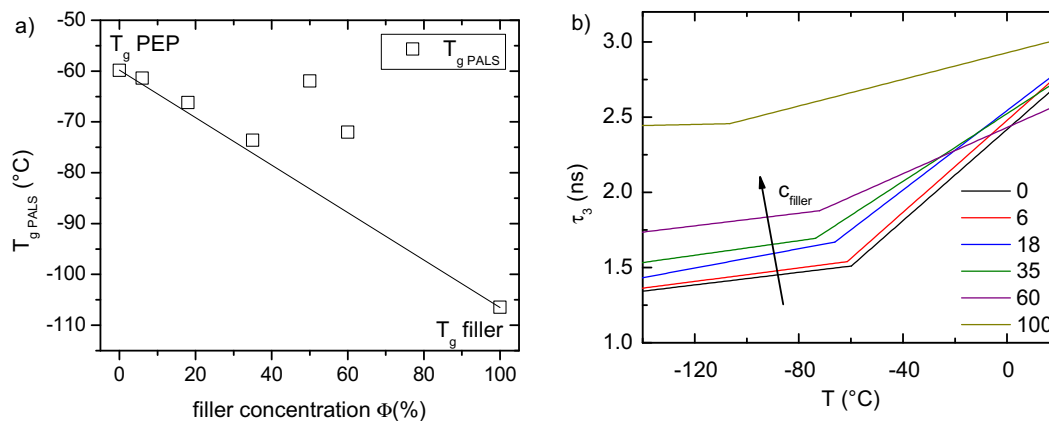 a)
T_g PEP
T_g PALS
T_g filler
-50
-60
-70
-80
-90
-100
-110
T_g PALS (°C)
0 20 40 60 80 100
filler concentration Φ(%)
b)
3.0
2.5
2.0
1.5
1.0
τ_3 (ns)
c_filler
0
6
18
35
60
100
-120 -80 -40 0
T (°C)